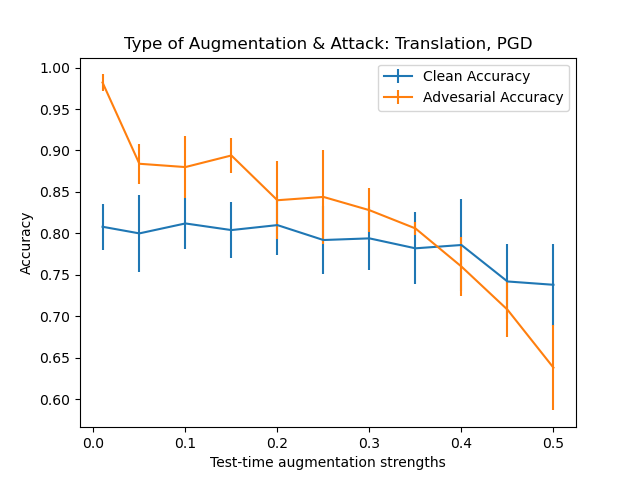 Type of Augmentation & Attack: Translation, PGD
Clean Accuracy
Advesarial Accuracy
Accuracy
1.00
0.95
0.90
0.85
0.80
0.75
0.70
0.65
0.60
0.0 0.1 0.2 0.3 0.4 0.5
Test-time augmentation strengths